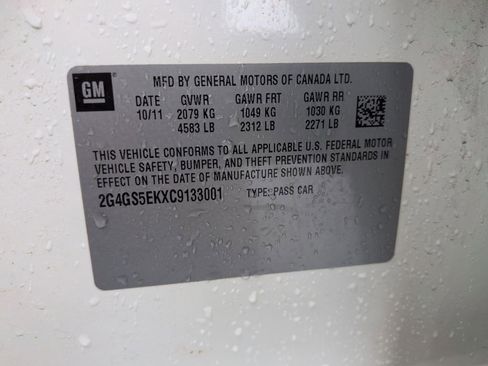 GM
MFD BY GENERAL MOTORS OF CANADA LTD.
DATE GVWR GAWR FRT GAWR RR
10/11 2079 KG 1049 KG 1030 KG
4583 LB 2312 LB 2271 LB
THIS VEHICLE CONFORMS TO ALL APPLICABLE U.S. FEDERAL MOTOR
VEHICLE SAFETY, BUMPER, AND THEFT PREVENTION STANDARDS IN
EFFECT ON THE DATE OF MANUFACTURE SHOWN ABOVE.
2G4GS5EKXC9133001 TYPE: PASS CAR